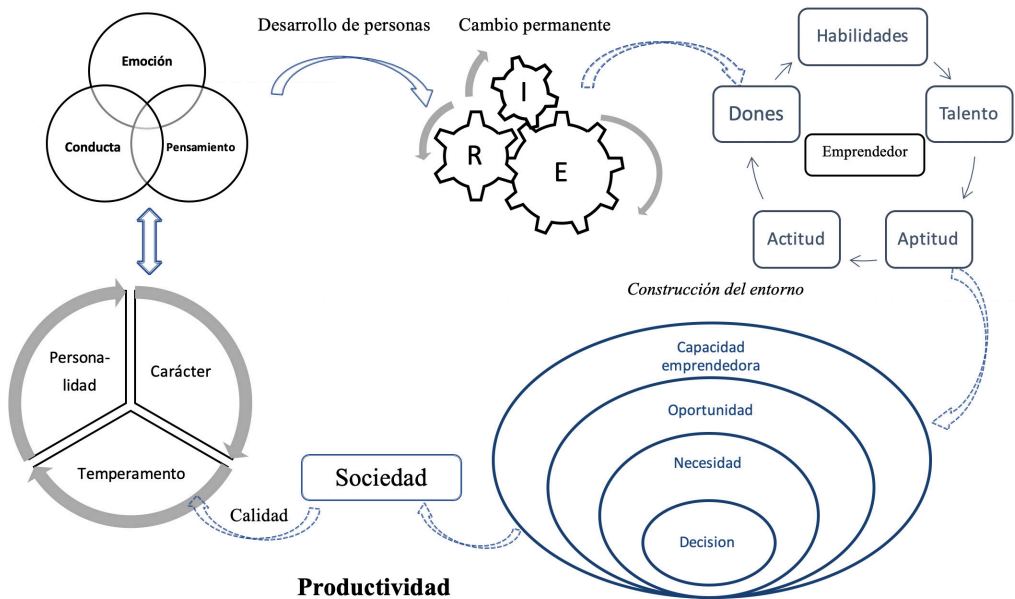 Desarrollo de personas
Cambio permanente
Emoción
Conducta
Pensamiento
I
R
E
Habilidades
Dones
Talento
Emprendedor
Actitud
Aptitud
Construcción del entorno
Persona-
lidad
Carácter
Temperamento
Capacidad
emprendedora
Oportunidad
Necesidad
Decision
Sociedad
Calidad
Productividad